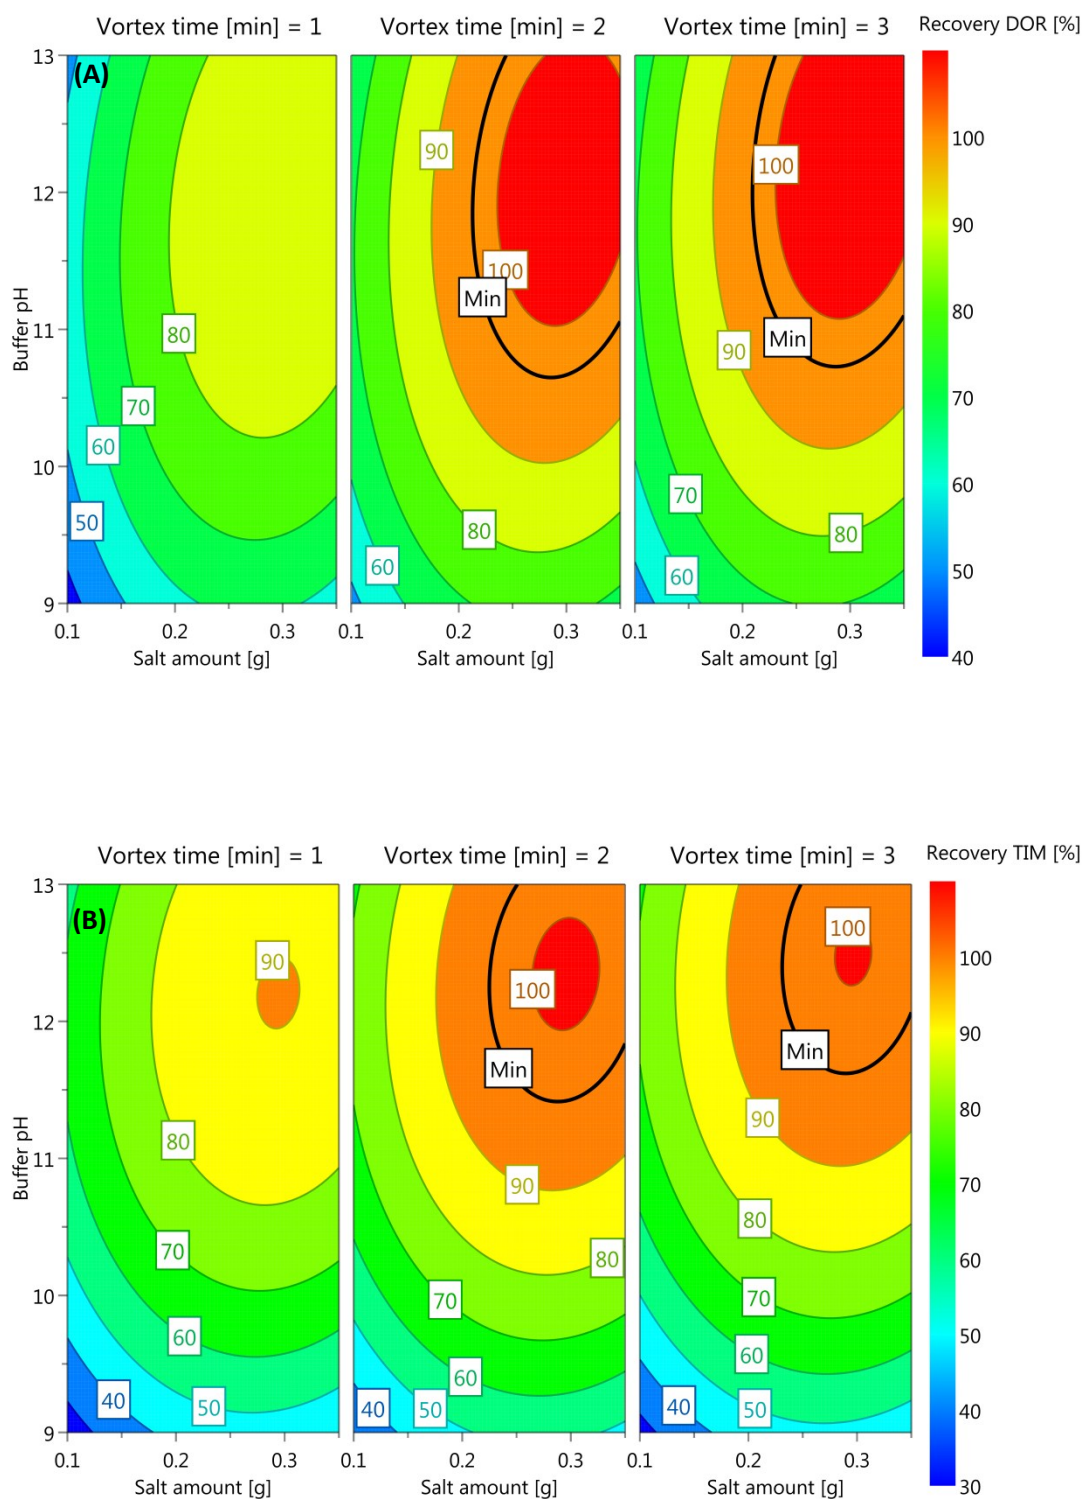 Vortex time [min] = 1
Vortex time [min] = 2
Vortex time [min] = 3
Recovery DOR [%]
(A)
13
12
11
10
9
Buffer pH
80
70
60
50
90
100
Min
80
60
100
Min
90
70
80
60
100
90
80
70
60
50
40
0.1 0.2 0.3
0.1 0.2 0.3
0.1 0.2 0.3
Salt amount [g]
Salt amount [g]
Salt amount [g]
Vortex time [min] = 1
Vortex time [min] = 2
Vortex time [min] = 3
Recovery TIM [%]
(B)
13
12
11
10
9
Buffer pH
90
80
70
60
40
50
100
Min
90
80
70
60
40
50
100
Min
90
80
70
60
40
50
100
90
80
70
60
50
40
30
0.1 0.2 0.3
0.1 0.2 0.3
0.1 0.2 0.3
Salt amount [g]
Salt amount [g]
Salt amount [g]